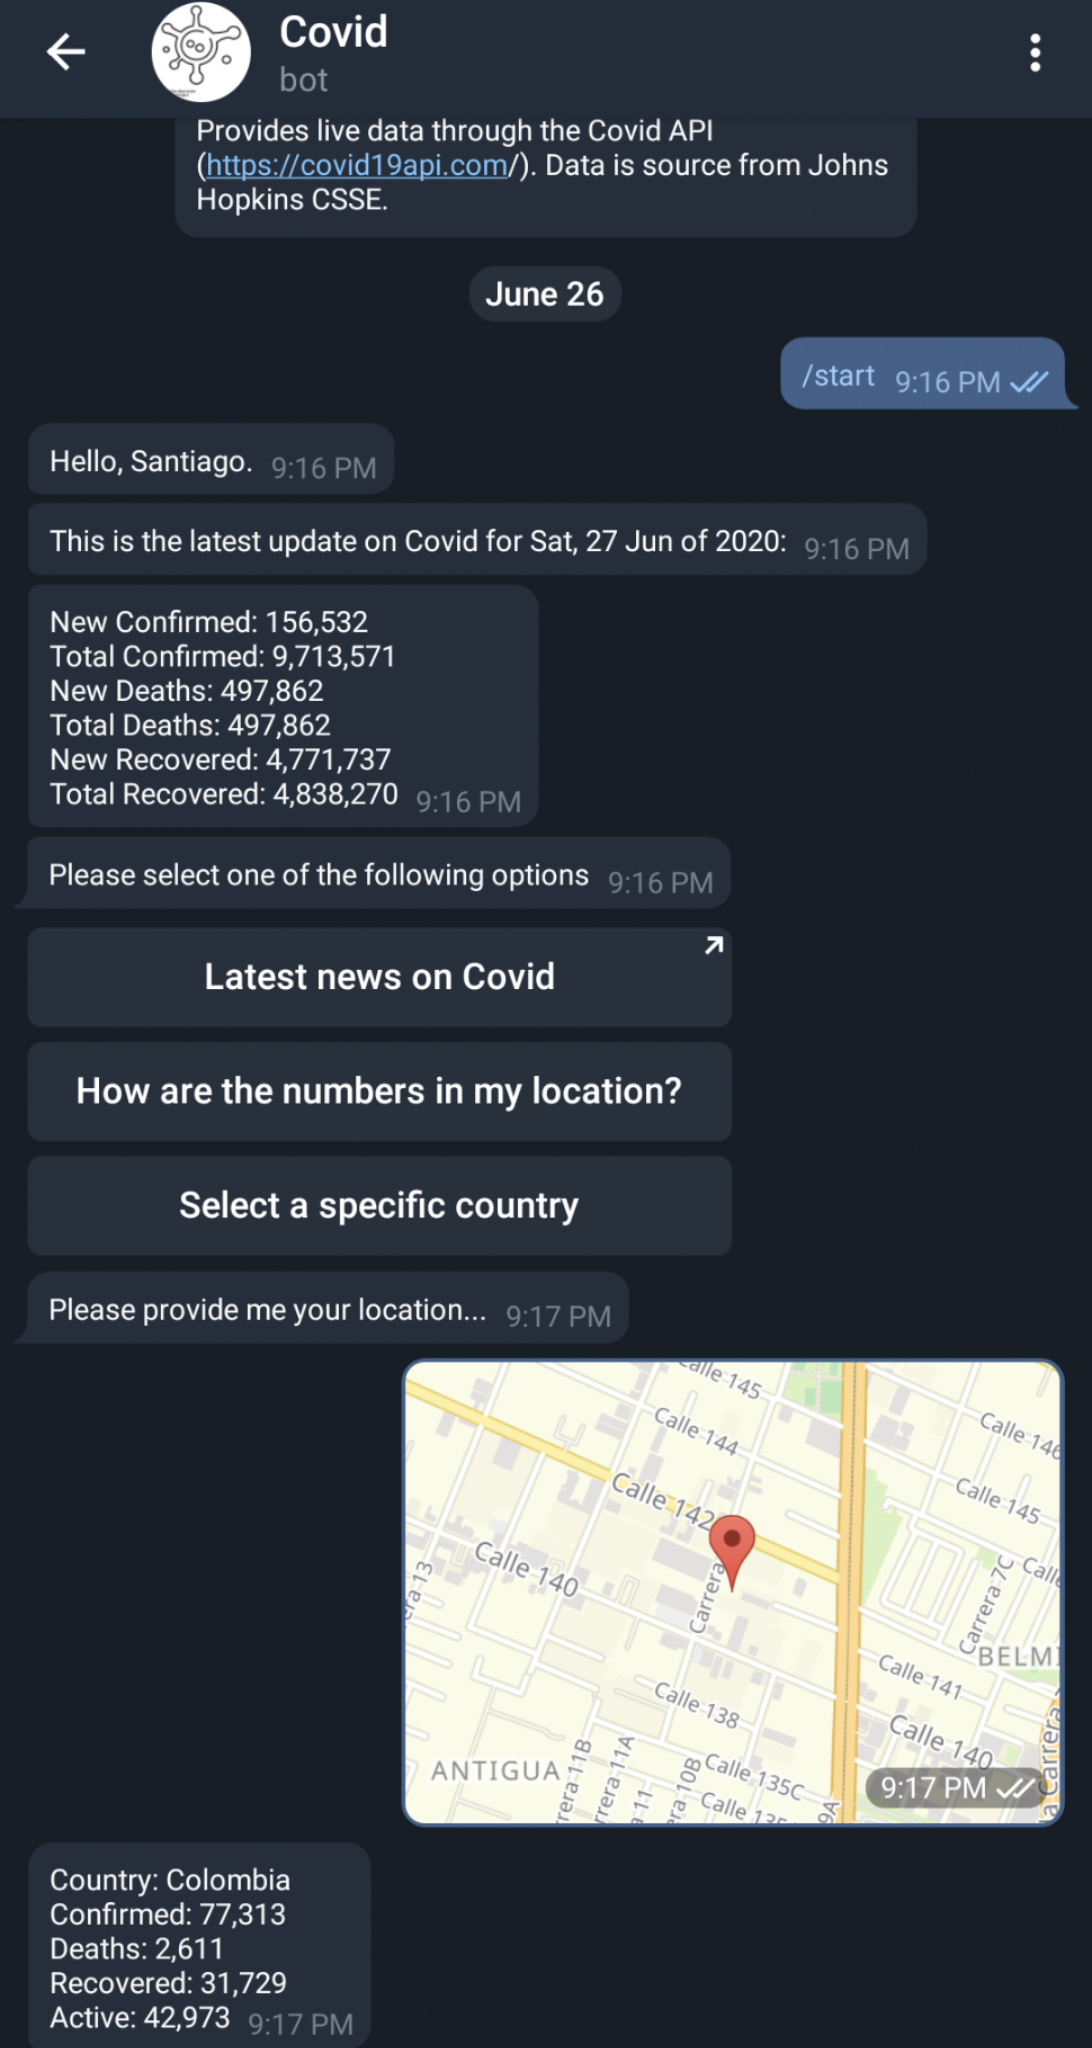 Covid
bot
Provides live data through the Covid API
(https://covid19api.com/). Data is source from Johns
Hopkins CSSE.
June 26
/start 9:16 PM
Hello, Santiago. 9:16 PM
This is the latest update on Covid for Sat, 27 Jun of 2020: 9:16 PM
New Confirmed: 156,532
Total Confirmed: 9,713,571
New Deaths: 497,862
Total Deaths: 497,862
New Recovered: 4,771,737
Total Recovered: 4,838,270 9:16 PM
Please select one of the following options 9:16 PM
Latest news on Covid
How are the numbers in my location?
Select a specific country
Please provide me your location... 9:17 PM
Calle 145
Calle 144
Calle 146
Calle 145
Calle 142
Calle 140
Carrera
Carrera 7C
Calle
BELMI
Calle 141
Calle 138
Calle 140
ANTIGUA
Calle 135C
9A
9:17 PM
Country: Colombia
Confirmed: 77,313
Deaths: 2,611
Recovered: 31,729
Active: 42,973 9:17 PM